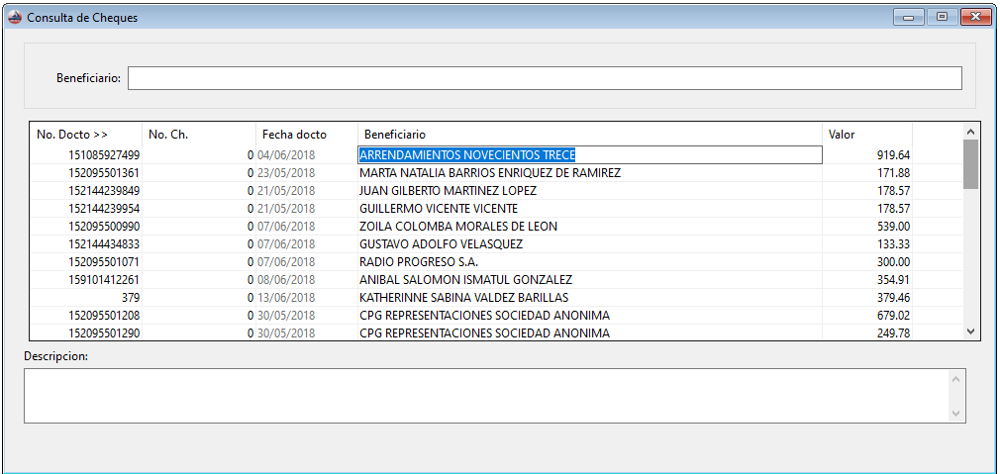 Consulta de Cheques
Beneficiario:
No. Docto >> No. Ch. Fecha docto Beneficiario Valor
151085927499 0 04/06/2018 ARRENDAMIENTOS NOVECIENTOS TRECE 919.64
152095501361 0 23/05/2018 MARTA NATALIA BARRIOS ENRIQUEZ DE RAMIREZ 171.88
152144239849 0 21/05/2018 JUAN GILBERTO MARTINEZ LOPEZ 178.57
152144239954 0 21/05/2018 GUILLERMO VICENTE VICENTE 178.57
152095500990 0 07/06/2018 ZOILA COLOMBA MORALES DE LEON 539.00
152144434833 0 07/06/2018 GUSTAVO ADOLFO VELASQUEZ 133.33
152095501071 0 07/06/2018 RADIO PROGRESO S.A. 300.00
159101412261 0 08/06/2018 ANIBAL SALOMON ISMATUL GONZALEZ 354.91
379 0 13/06/2018 KATHERINNE SABINA VALDEZ BARILLAS 379.46
152095501208 0 30/05/2018 CPG REPRESENTACIONES SOCIEDAD ANONIMA 679.02
152095501290 0 30/05/2018 CPG REPRESENTACIONES SOCIEDAD ANONIMA 249.78
Descripcion: